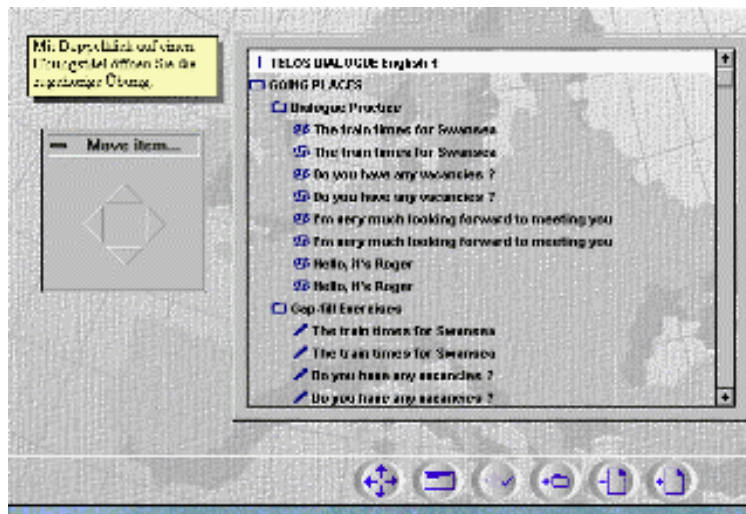 Mit Doppelklick auf einen
Übungstitel öffnen Sie die
zugehörige Übung.
Move item...
TELOS DIALOGUE English 1
GOING PLACES
Dialogue Practice
The train times for Swansea
The train times for Swansea
Do you have any vacancies ?
Do you have any vacancies ?
I'm very much looking forward to meeting you
I'm very much looking forward to meeting you
Hello, it's Roger
Hello, it's Roger
Gap-fill Exercises
The train times for Swansea
The train times for Swansea
Do you have any vacancies ?
Do you have any vacancies ?